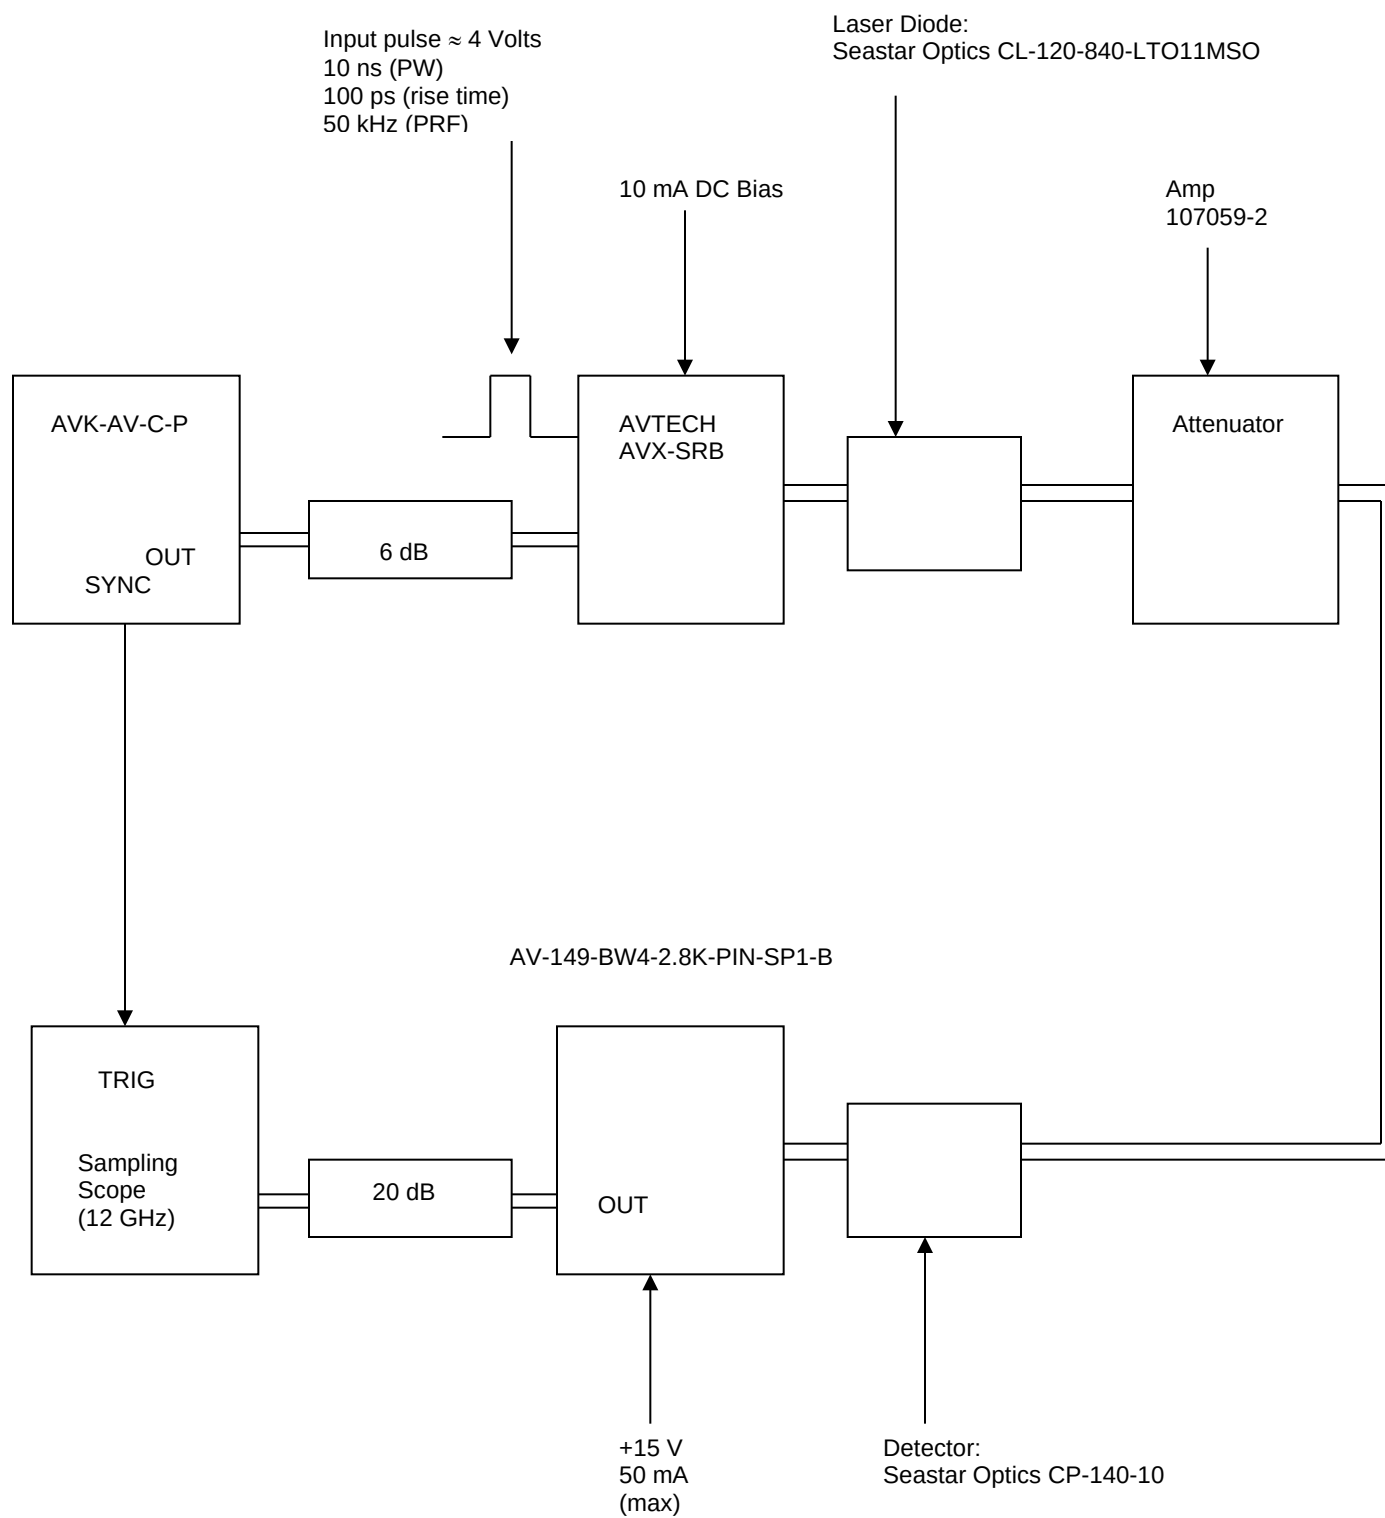 Laser Diode:
Seastar Optics CL-120-840-LTO11MSO
Input pulse ≈ 4 Volts
10 ns (PW)
100 ps (rise time)
50 kHz (PRF)
10 mA DC Bias
Amp
107059-2
AVK-AV-C-P
AVTECH
AVX-SRB
Attenuator
6 dB
OUT
SYNC
AV-149-BW4-2.8K-PIN-SP1-B
TRIG
Sampling
Scope
(12 GHz)
20 dB
OUT
+15 V
50 mA
(max)
Detector:
Seastar Optics CP-140-10